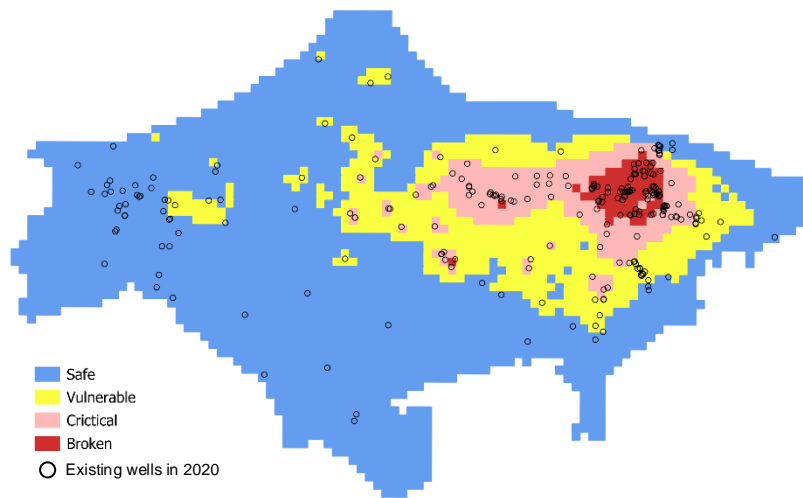 Safe
Vulnerable
Crictical
Broken
Existing wells in 2020